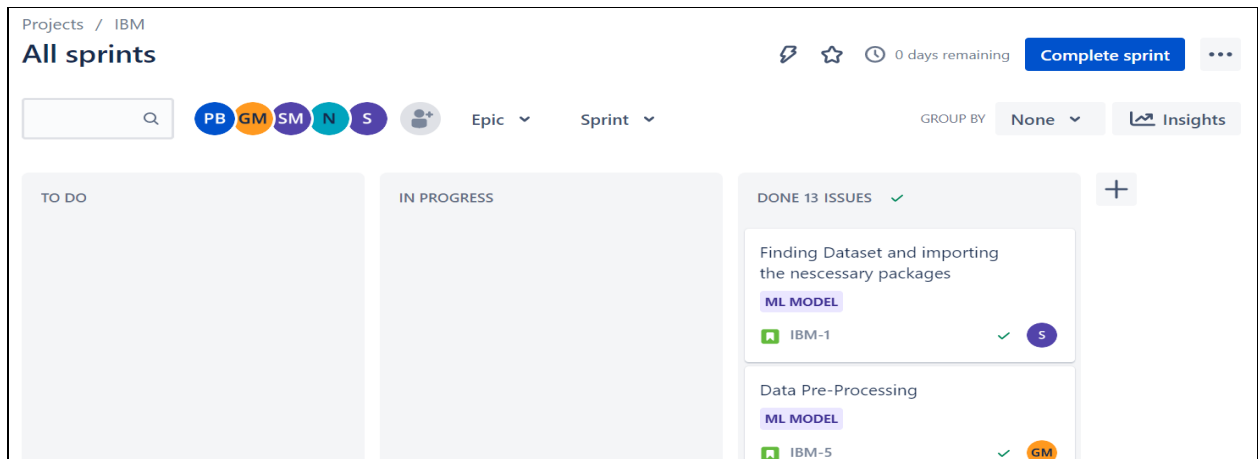 Projects / IBM
All sprints
0 days remaining
Complete sprint
PB GM SM N S
Epic
Sprint
GROUP BY
None
Insights
TO DO
IN PROGRESS
DONE 13 ISSUES
Finding Dataset and importing
the nescessary packages
ML MODEL
IBM-1
S
Data Pre-Processing
ML MODEL
IBM-5
GM